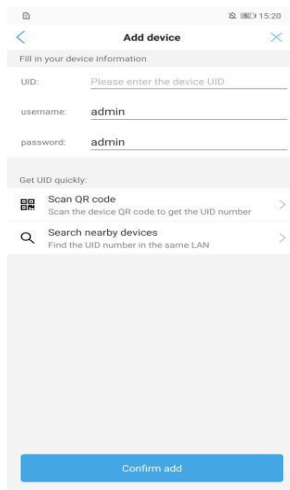 15:20
Add device
Fill in your device information
UID: Please enter the device UID
username: admin
password: admin
Get UID quickly:
Scan QR code
Scan the device QR code to get the UID number
Search nearby devices
Find the UID number in the same LAN
Confirm add